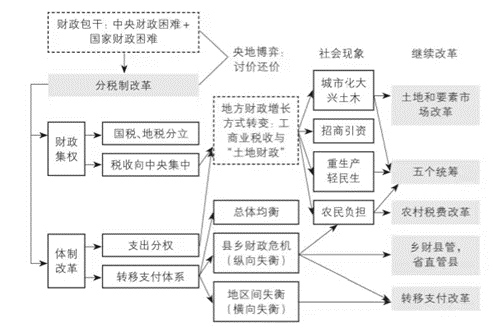 财政包干：中央财政困难+
国家财政困难
央地博弈：
讨价还价
社会现象
继续改革
分税制改革
城市化大
兴土木
土地和要素市
场改革
地方财政增长
方式转变：工
商业税收与
“土地财政”
财政
集权
国税、地税分立
税收向中央集中
招商引资
重生产
轻民生
五个统筹
总体均衡
农民负担
农村税费改革
体制
改革
支出分权
转移支付体系
县乡财政危机
（纵向失衡）
乡财县管，
省直管县
地区间失衡
（横向失衡）
转移支付改革